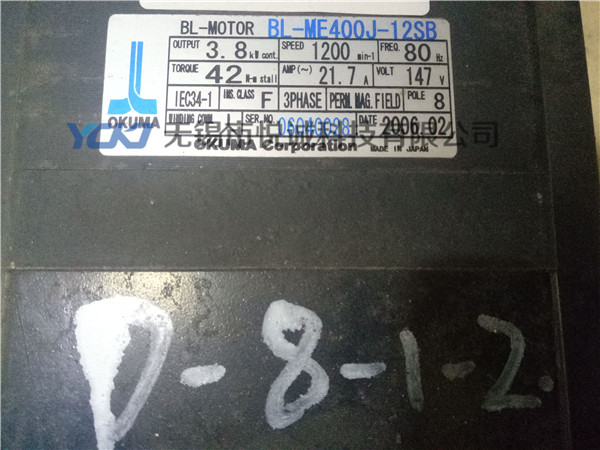 BL-MOTOR BL-ME400J-12SB
OUTPUT 3.8 kW cont. SPEED 1200 min-1 FREQ. 80 Hz
TORQUE 42 N-m stall AMP(~) 21.7 A VOLT 147 V
IEC34-1 INS.CLASS F 3PHASE PERM.MAG.FIELD POLE 8
OKUMA WINDING CONN. SER.NO. DATE 2006.02
OKUMA Corporation MADE IN JAPAN
D-8-1-2